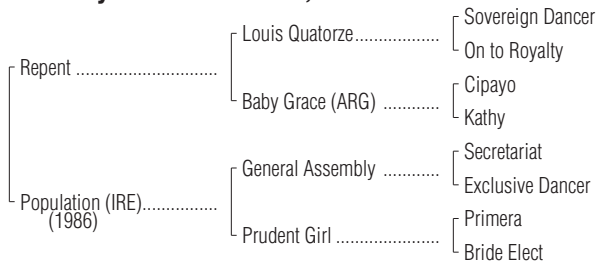 Sovereign Dancer
Louis Quatorze..................
On to Royalty
Repent ..............................
Cipayo
Baby Grace (ARG) ............
Kathy
Secretariat
General Assembly ............
Exclusive Dancer
Population (IRE)................
(1986)
Primera
Prudent Girl ......................
Bride Elect